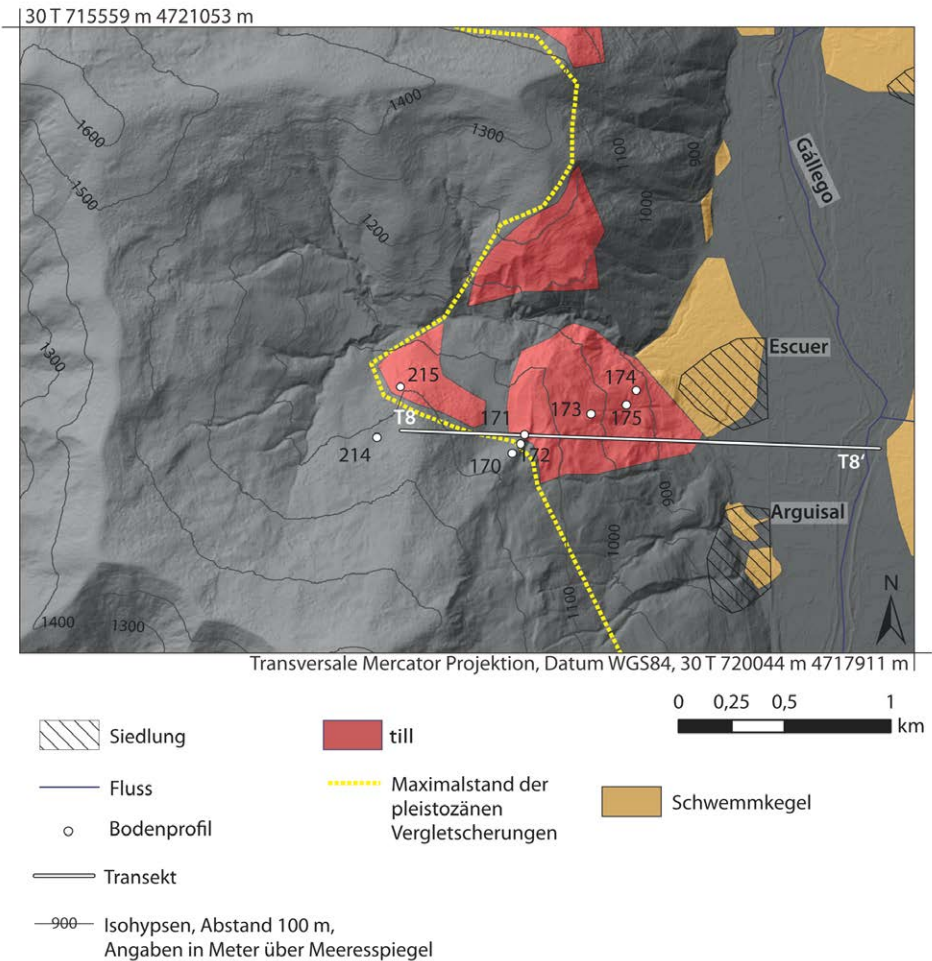 30 T 715559 m 4721053 m
1400
1600
1300
1100
900
Gállego
1500
1000
1200
1300
Escuer
215
174
171
173
175
T8
214
172
170
T8‘
900
Arguisal
1000
N
1100
1400
1300
Transversale Mercator Projektion, Datum WGS84, 30 T 720044 m 4717911 m
0 0,25 0,5 1
km
Siedlung
till
Fluss
Maximalstand der
pleistozänen
Vergletscherungen
Schwemmkegel
Bodenprofil
Transekt
900
Isohypsen, Abstand 100 m,
Angaben in Meter über Meeresspiegel